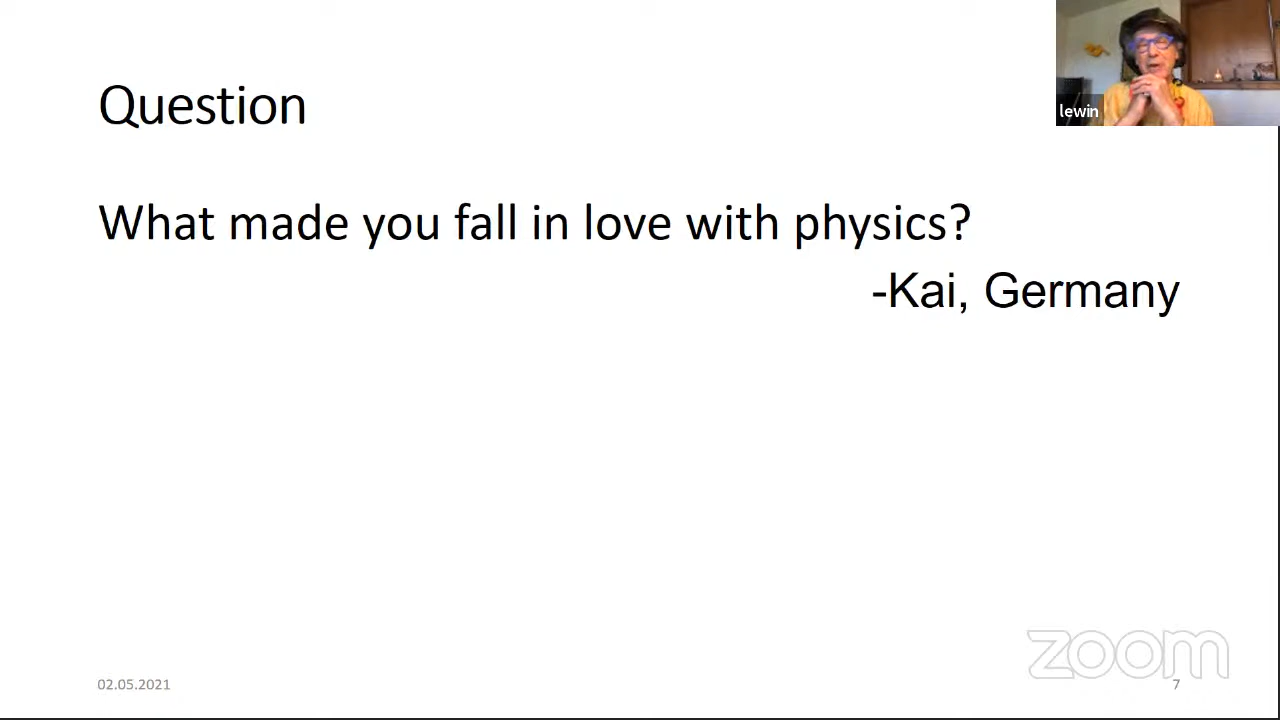 lewin
Question
What made you fall in love with physics?
-Kai, Germany
zoom
02.05.2021
7